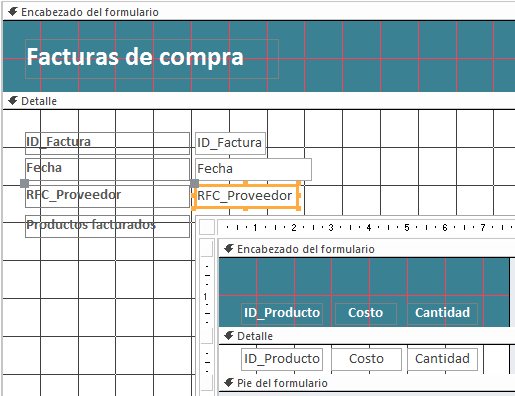 Encabezado del formulario
Facturas de compra
Detalle
ID_Factura ID_Factura
Fecha Fecha
RFC_Proveedor RFC_Proveedor
Productos facturados
1 2 3 4 5 6 7
Encabezado del formulario
1
ID_Producto Costo Cantidad
Detalle
ID_Producto Costo Cantidad
Pie del formulario